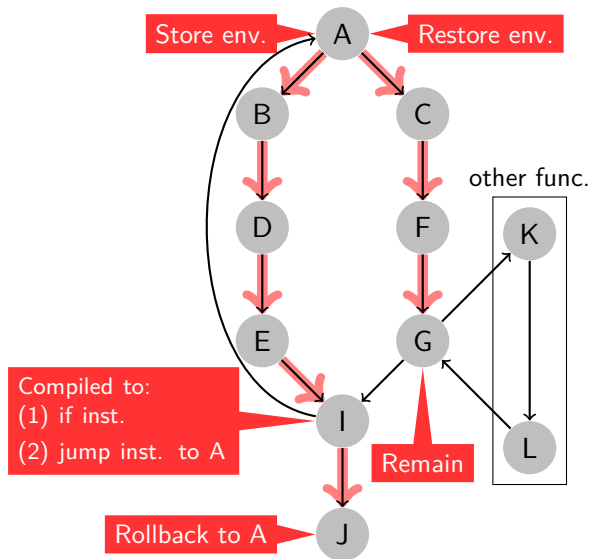 Store env.
A
Restore env.
B
C
other func.
D
F
K
E
G
Compiled to:
(1) if inst.
(2) jump inst. to A
I
Remain
L
Rollback to A
J